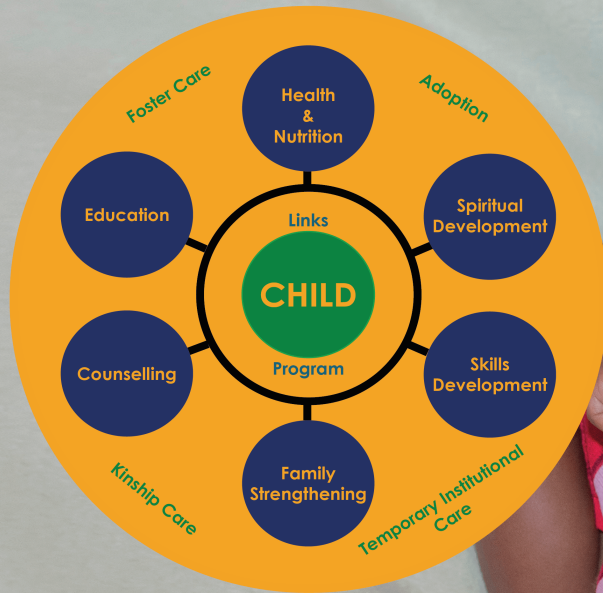 Foster Care
Adoption
Health
&
Nutrition
Education
Spiritual
Development
Links
CHILD
Program
Counselling
Skills
Development
Family
Strengthening
Kinship Care
Temporary Institutional
Care